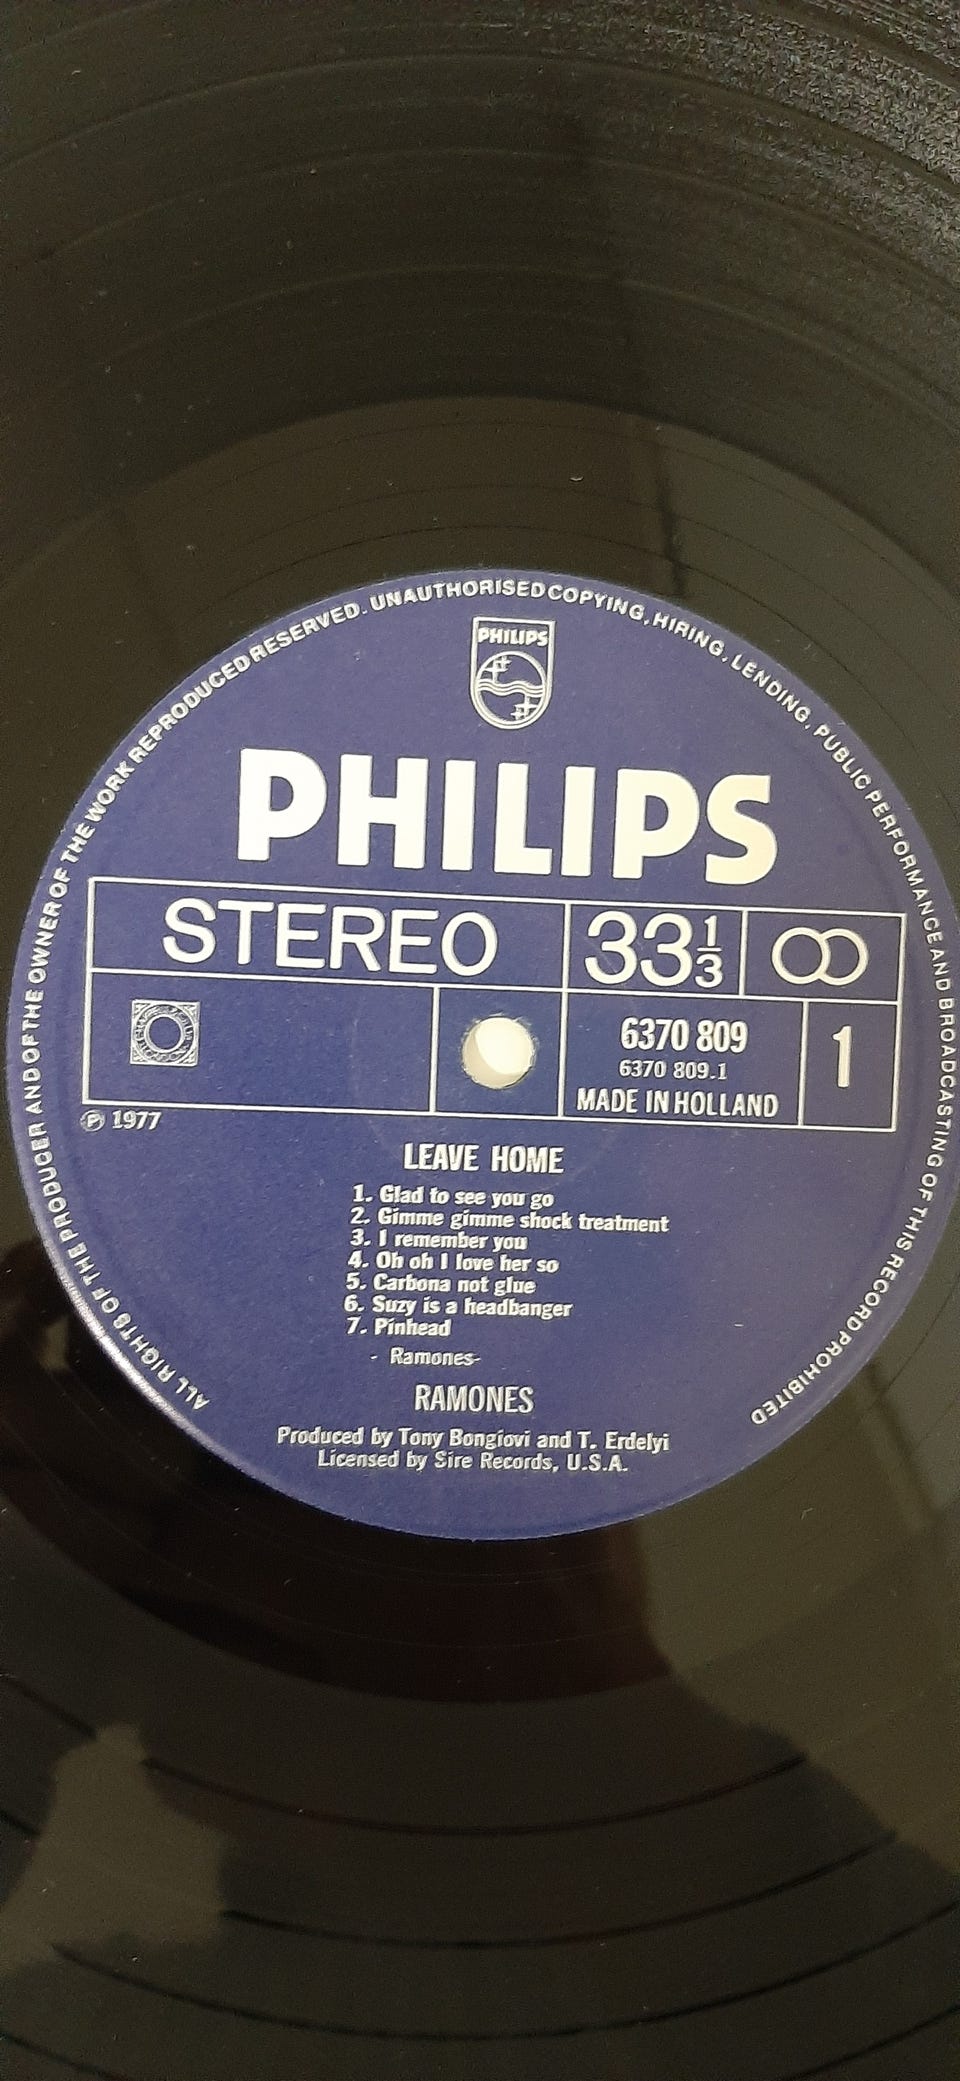 ALL RIGHTS OF THE PRODUCER AND OF THE OWNER OF THE WORK REPRODUCED RESERVED. UNAUTHORISED COPYING, HIRING, LENDING, PUBLIC PERFORMANCE AND BROADCASTING OF THIS RECORD PROHIBITED
PHILIPS
PHILIPS
STEREO 33 1/3
6370 809
6370 809.1
MADE IN HOLLAND
1
℗ 1977
LEAVE HOME
1. Glad to see you go
2. Gimme gimme shock treatment
3. I remember you
4. Oh oh I love her so
5. Carbona not glue
6. Suzy is a headbanger
7. Pinhead
- Ramones-
RAMONES
Produced by Tony Bongiovi and T. Erdelyi
Licensed by Sire Records, U.S.A.